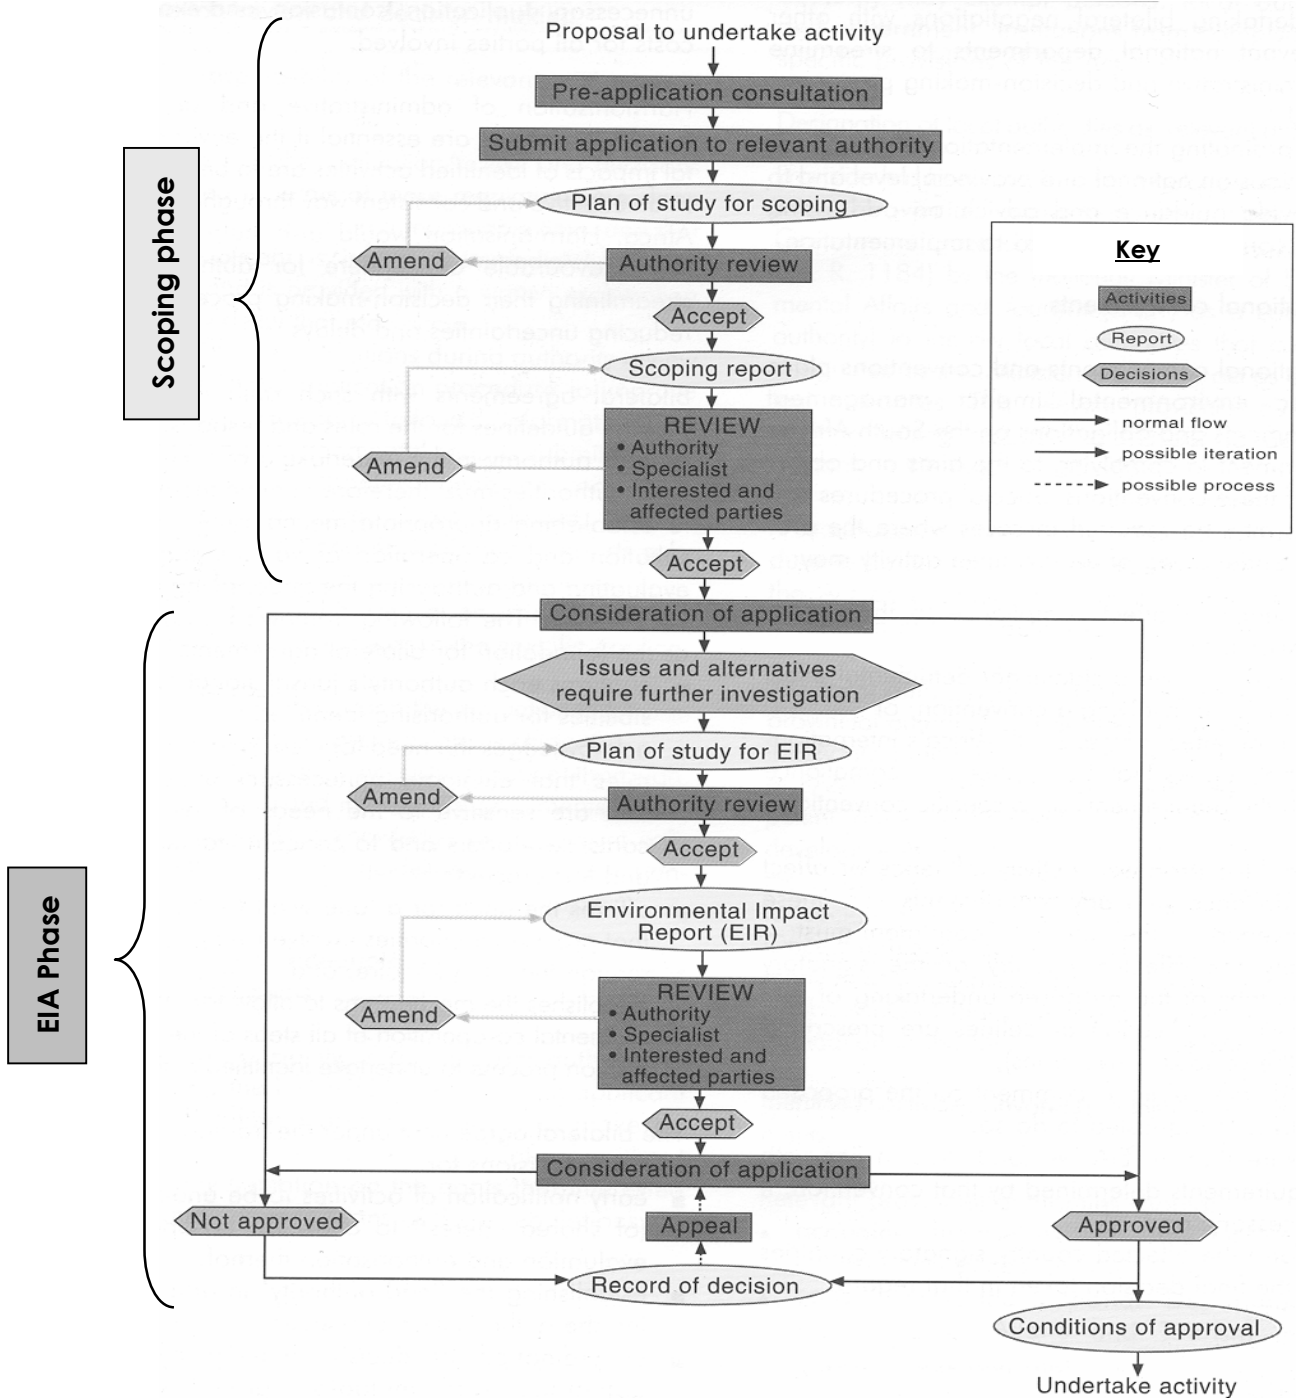 Proposal to undertake activity
Pre-application consultation
Submit application to relevant authority
Plan of study for scoping
Amend
Authority review
Accept
Scoping report
REVIEW
• Authority
• Specialist
• Interested and
affected parties
Amend
Accept
Scoping phase
Key
Activities
Report
Decisions
normal flow
possible iteration
possible process
Consideration of application
Issues and alternatives
require further investigation
Plan of study for EIR
Amend
Authority review
Accept
Environmental Impact
Report (EIR)
REVIEW
• Authority
• Specialist
• Interested and
affected parties
Amend
Accept
EIA Phase
Consideration of application
Not approved
Appeal
Approved
Record of decision
Conditions of approval
Undertake activity